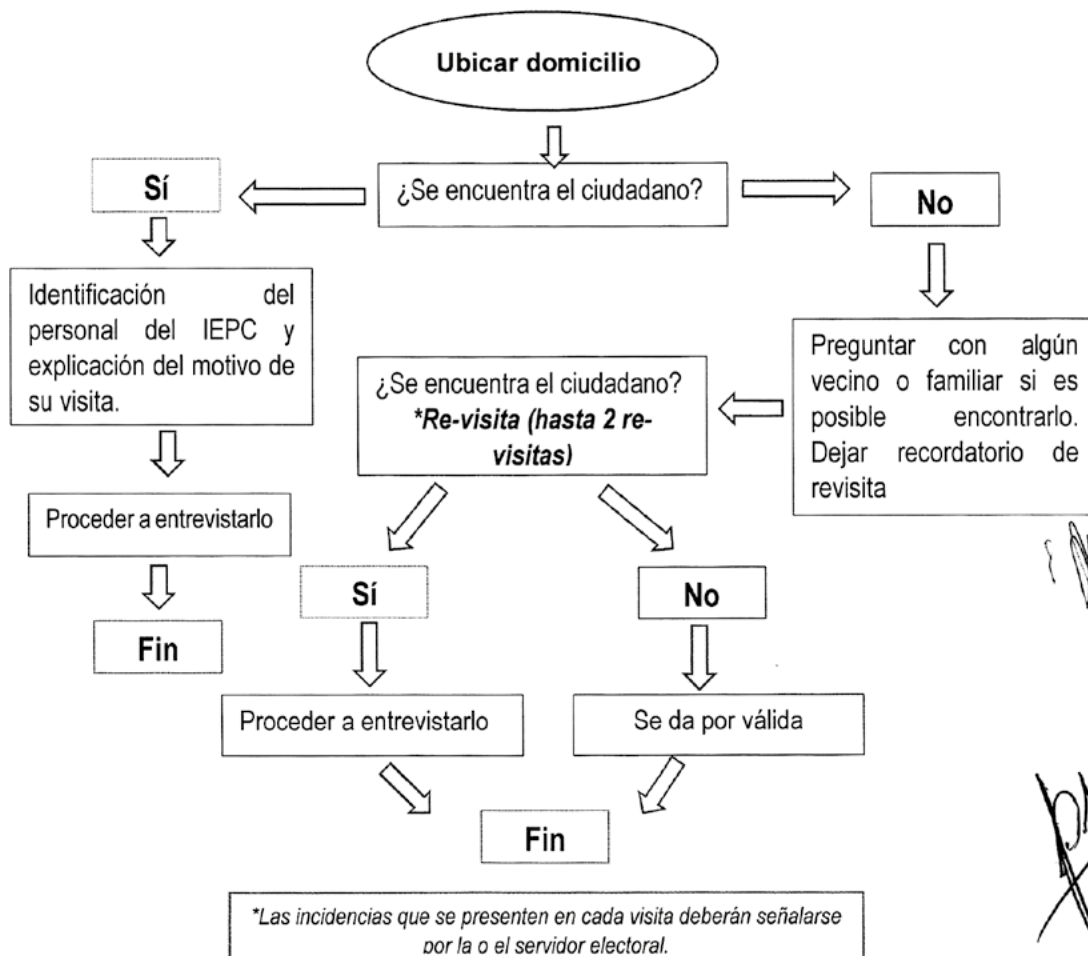 Ubicar domicilio
¿Se encuentra el ciudadano?
Sí
No
Identificación del
personal del IEPC y
explicación del motivo de
su visita.
Preguntar con algún
vecino o familiar si es
posible encontrarlo.
Dejar recordatorio de
revisita
¿Se encuentra el ciudadano?
*Re-visita (hasta 2 re-
visitas)
Proceder a entrevistarlo
Fin
Sí
No
Proceder a entrevistarlo
Se da por válida
Fin
*Las incidencias que se presenten en cada visita deberán señalarse
por la o el servidor electoral.